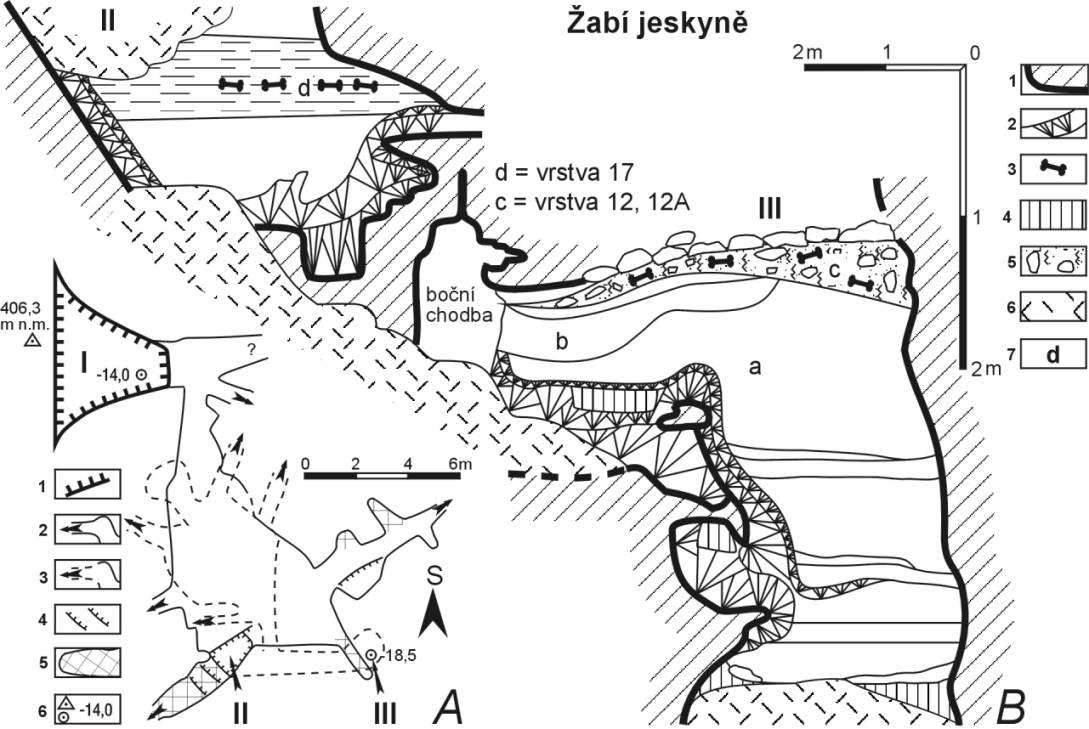 Žabí jeskyně
II
2m 1 0
1
2m
d
d = vrstva 17
c = vrstva 12, 12A
III
c
boční
chodba
b
a
1
2
3
4
5
6
7 d
406,3
m n.m.
I
-14,0
?
0 2 4 6m
1
2
3
4
5
6 -14,0
S
-18,5
II
III
A
B